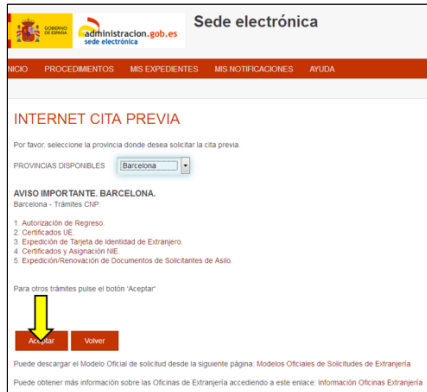 Sede electrónica
GOBIERNO
DE ESPAÑA
administracion.gob.es
sede electrónica
NICIO PROCEDIMIENTOS MIS EXPEDIENTES MIS NOTIFICACIONES AYUDA
INTERNET CITA PREVIA
Por favor, seleccione la provincia donde desea solicitar la cita previa.
PROVINCIAS DISPONIBLES Barcelona
AVISO IMPORTANTE. BARCELONA.
Barcelona - Trámites CNP:
1. Autorización de Regreso.
2. Certificados UE.
3. Expedición de Tarjeta de Identidad de Extranjero.
4. Certificados y Asignación NIE.
5. Expedición/Renovación de Documentos de Solicitantes de Asilo.
Para otros trámites pulse el botón 'Aceptar'
Aceptar Volver
Puede descargar el Modelo Oficial de solicitud desde la siguiente página: Modelos Oficiales de Solicitudes de Extranjería
Puede obtener más información sobre las Oficinas de Extranjería accediendo a este enlace: Información Oficinas Extranjería